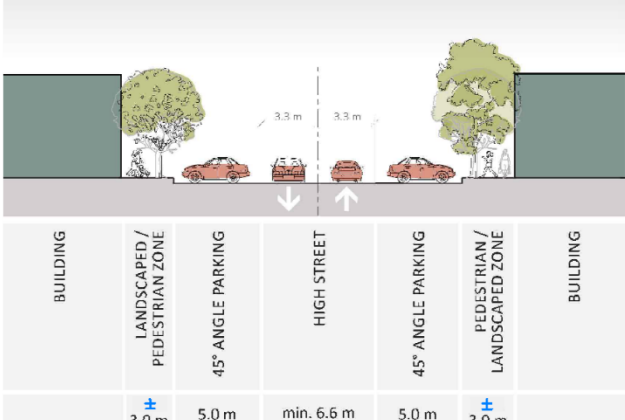 3.3 m 3.3 m
BUILDING
LANDSCAPED /
PEDESTRIAN ZONE
45° ANGLE PARKING
HIGH STREET
45° ANGLE PARKING
PEDESTRIAN /
LANDSCAPED ZONE
BUILDING
±
5.0 m
min. 6.6 m
5.0 m
±